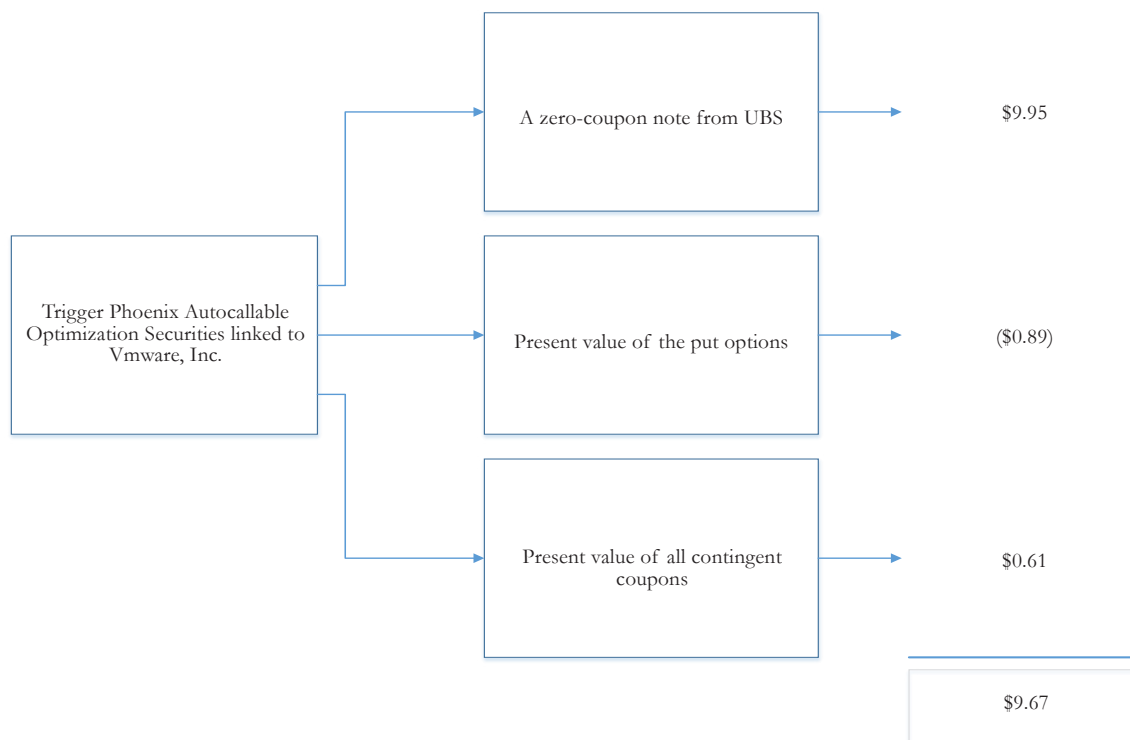 A zero-coupon note from UBS
$9.95
Trigger Phoenix Autocallable
Optimization Securities linked to
Vmware, Inc.
Present value of the put options
($0.89)
Present value of all contingent
coupons
$0.61
$9.67